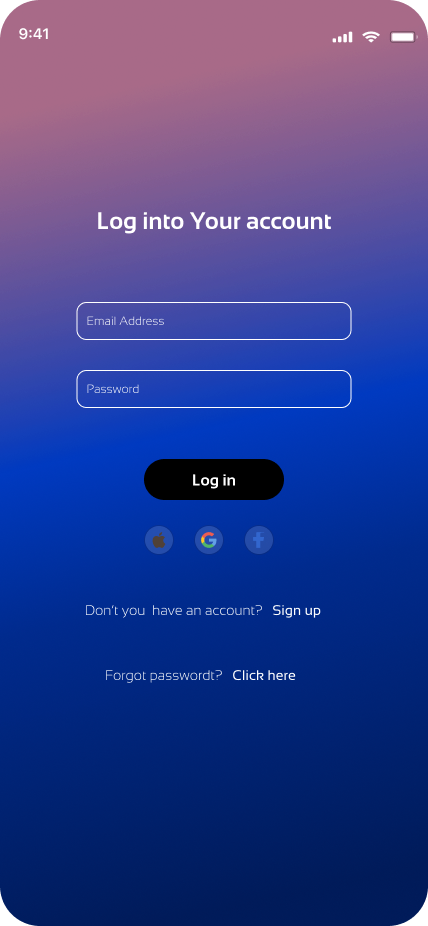 9:41
Log into Your account
Email Address
Password
Log in
Don't you have an account? Sign up
Forgot passwordt? Click here